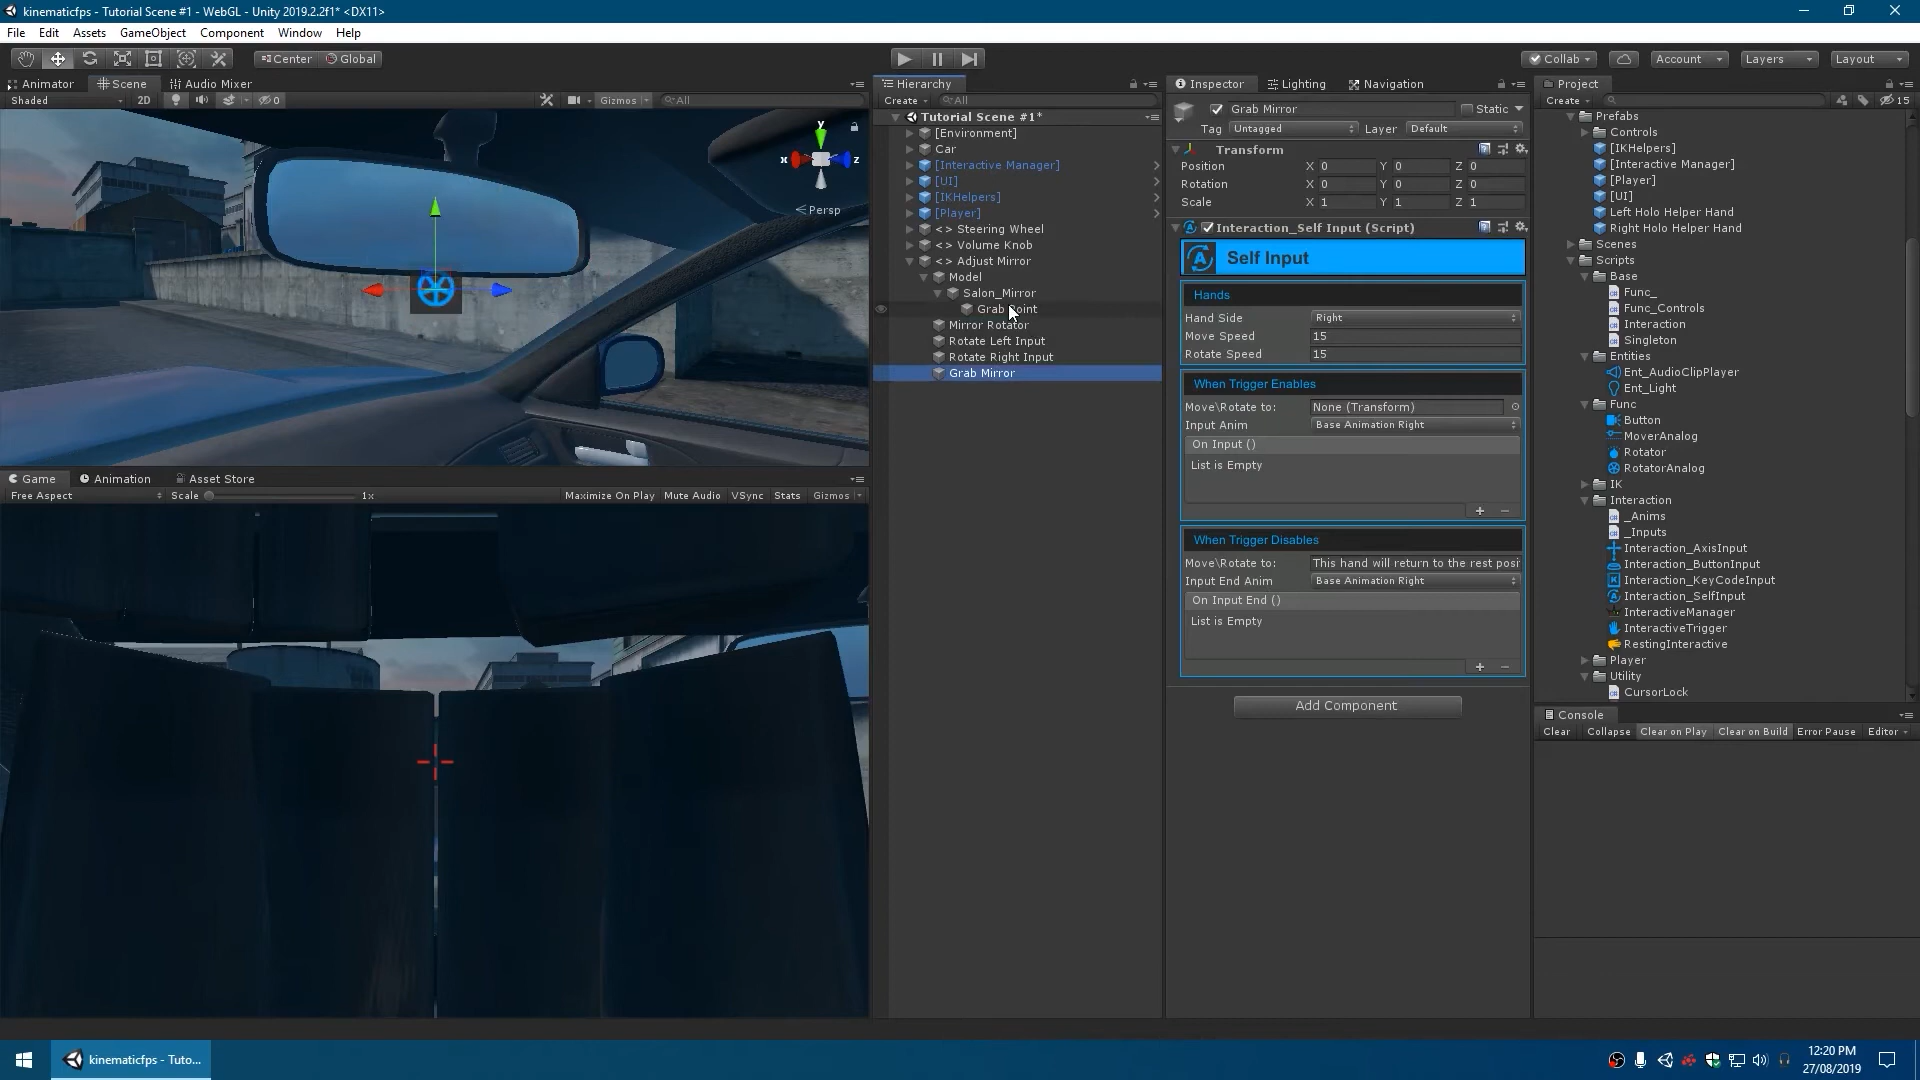 kinematicfps - Tutorial Scene #1 - WebGL - Unity 2019.2.2f1* <DX11>
File Edit Assets GameObject Component Window Help
Center Global
Collab Account Layers Layout
Animator Scene Audio Mixer
Shaded 2D 0 Gizmos All
y
x z
Persp
Game Animation Asset Store
Free Aspect Scale 1x Maximize On Play Mute Audio VSync Stats Gizmos
Hierarchy
Create All
Tutorial Scene #1*
[Environment]
Car
[Interactive Manager]
[UI]
[IKHelpers]
[Player]
<> Steering Wheel
<> Volume Knob
<> Adjust Mirror
Model
Salon_Mirror
Grab Point
Mirror Rotator
Rotate Left Input
Rotate Right Input
Grab Mirror
Inspector Lighting Navigation
Grab Mirror Static
Tag Untagged Layer Default
Transform
Position X 0 Y 0 Z 0
Rotation X 0 Y 0 Z 0
Scale X 1 Y 1 Z 1
Interaction_Self Input (Script)
Self Input
Hands
Hand Side Right
Move Speed 15
Rotate Speed 15
When Trigger Enables
Move\Rotate to: None (Transform)
Input Anim Base Animation Right
On Input ()
List is Empty
+ −
When Trigger Disables
Move\Rotate to: This hand will return to the rest posi
Input End Anim Base Animation Right
On Input End ()
List is Empty
+ −
Add Component
Project
Create 15
Prefabs
Controls
[IKHelpers]
[Interactive Manager]
[Player]
[UI]
Left Holo Helper Hand
Right Holo Helper Hand
Scenes
Scripts
Base
Func_
Func_Controls
Interaction
Singleton
Entities
Ent_AudioClipPlayer
Ent_Light
Func
Button
MoverAnalog
Rotator
RotatorAnalog
IK
Interaction
_Anims
_Inputs
Interaction_AxisInput
Interaction_ButtonInput
Interaction_KeyCodeInput
Interaction_SelfInput
InteractiveManager
InteractiveTrigger
RestingInteractive
Player
Utility
CursorLock
Console
Clear Collapse Clear on Play Clear on Build Error Pause Editor
kinematicfps - Tuto...
12:20 PM
27/08/2019